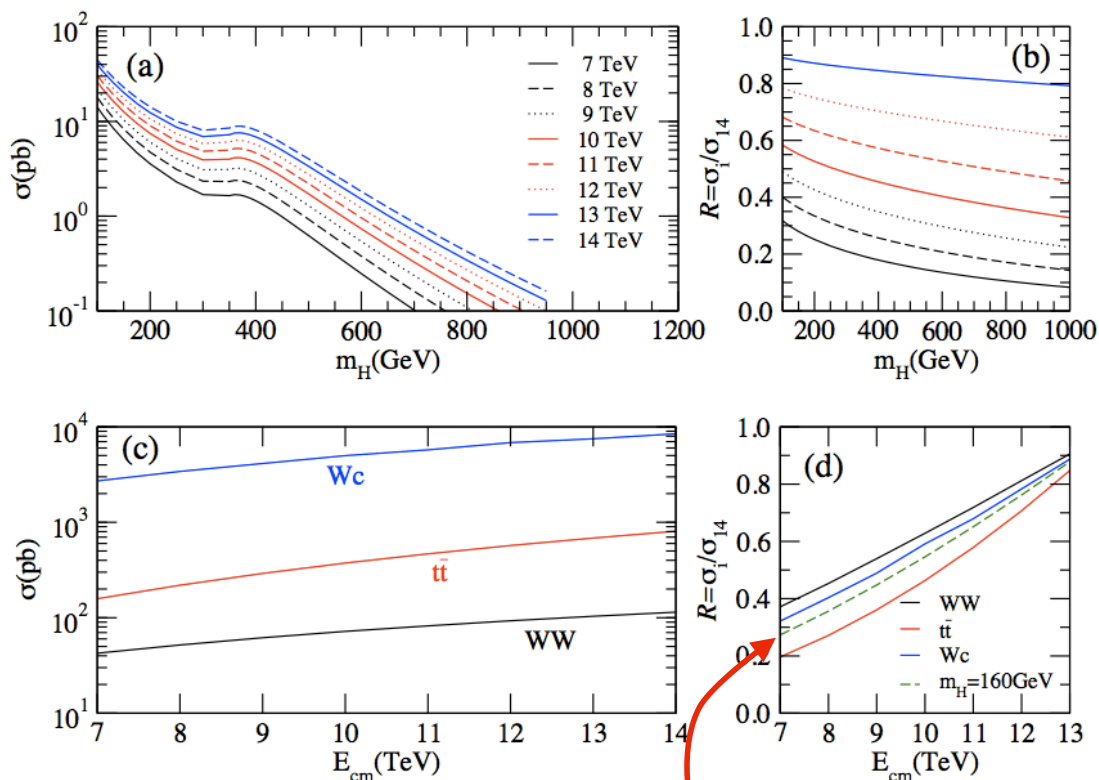 (a)
σ(pb)
10²
10¹
10⁰
10⁻¹
200
400
600
800
1000
1200
m_H(GeV)
7 TeV
8 TeV
9 TeV
10 TeV
11 TeV
12 TeV
13 TeV
14 TeV
(b)
R=σ_i/σ_14
1.0
0.8
0.6
0.4
0.2
0.0
200
400
600
800
1000
m_H(GeV)
(c)
σ(pb)
10⁴
10³
10²
10¹
Wc
tt̄
WW
7
8
9
10
11
12
13
14
E_cm(TeV)
(d)
R=σ_i/σ_14
1.0
0.8
0.6
0.4
0.2
0.0
WW
tt̄
Wc
m_H=160GeV
7
8
9
10
11
12
13
E_cm(TeV)